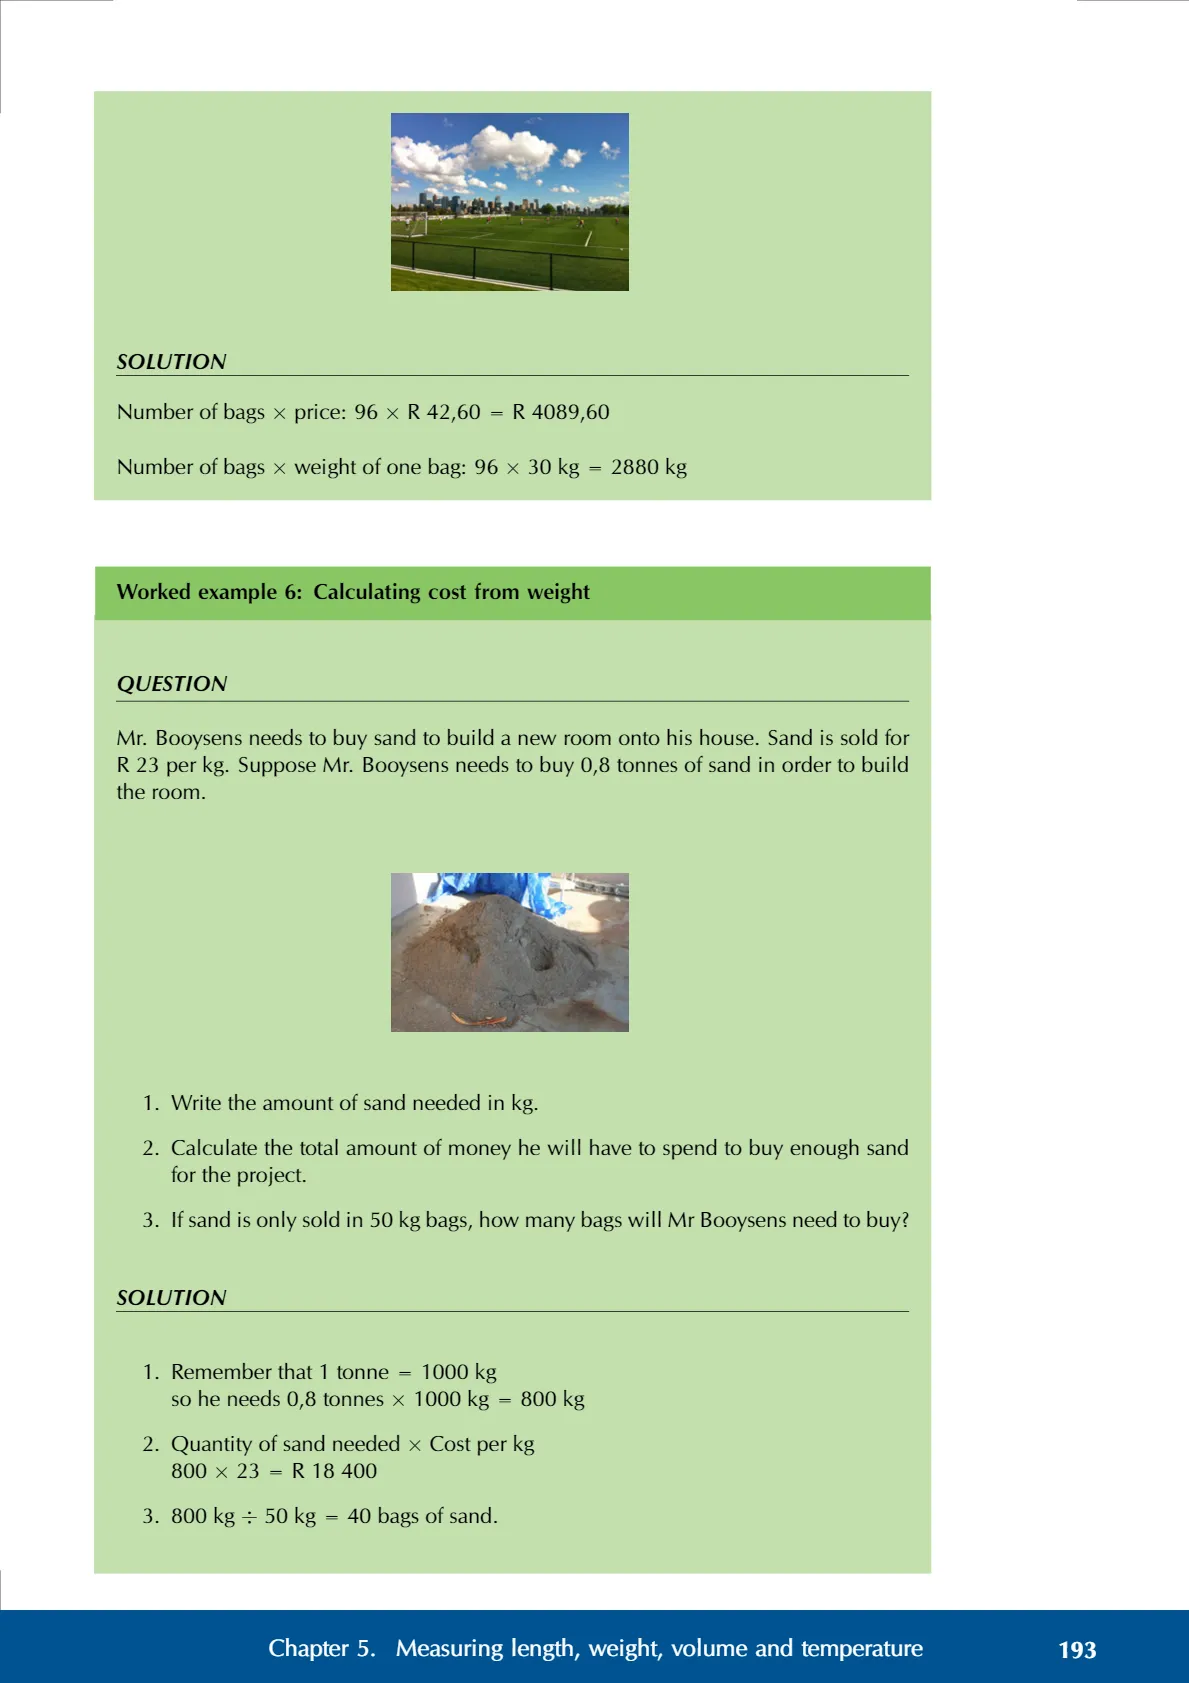 SOLUTION
Number of bags × price: 96 × R 42,60 = R 4089,60
Number of bags × weight of one bag: 96 × 30 kg = 2880 kg
Worked example 6: Calculating cost from weight
QUESTION
Mr. Booysens needs to buy sand to build a new room onto his house. Sand is sold for
R 23 per kg. Suppose Mr. Booysens needs to buy 0,8 tonnes of sand in order to build
the room.
1. Write the amount of sand needed in kg.
2. Calculate the total amount of money he will have to spend to buy enough sand
for the project.
3. If sand is only sold in 50 kg bags, how many bags will Mr Booysens need to buy?
SOLUTION
1. Remember that 1 tonne = 1000 kg
so he needs 0,8 tonnes × 1000 kg = 800 kg
2. Quantity of sand needed × Cost per kg
800 × 23 = R 18 400
3. 800 kg ÷ 50 kg = 40 bags of sand.
Chapter 5. Measuring length, weight, volume and temperature 193